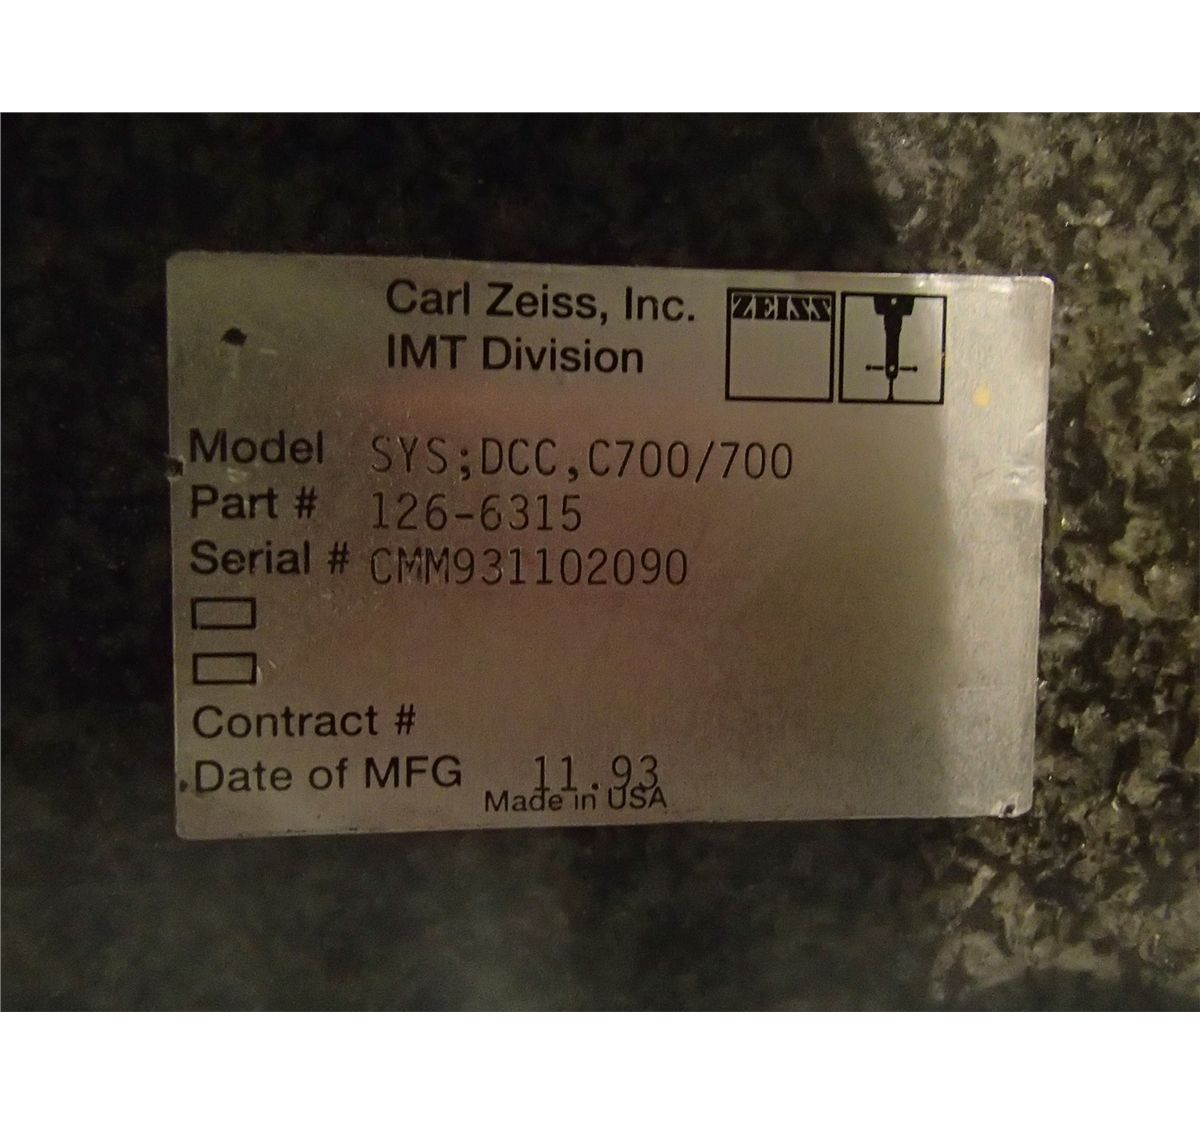 Carl Zeiss, Inc.
IMT Division
ZEISS
Model SYS;DCC,C700/700
Part # 126-6315
Serial # CMM931102090
Contract #
Date of MFG 11.93
Made in USA